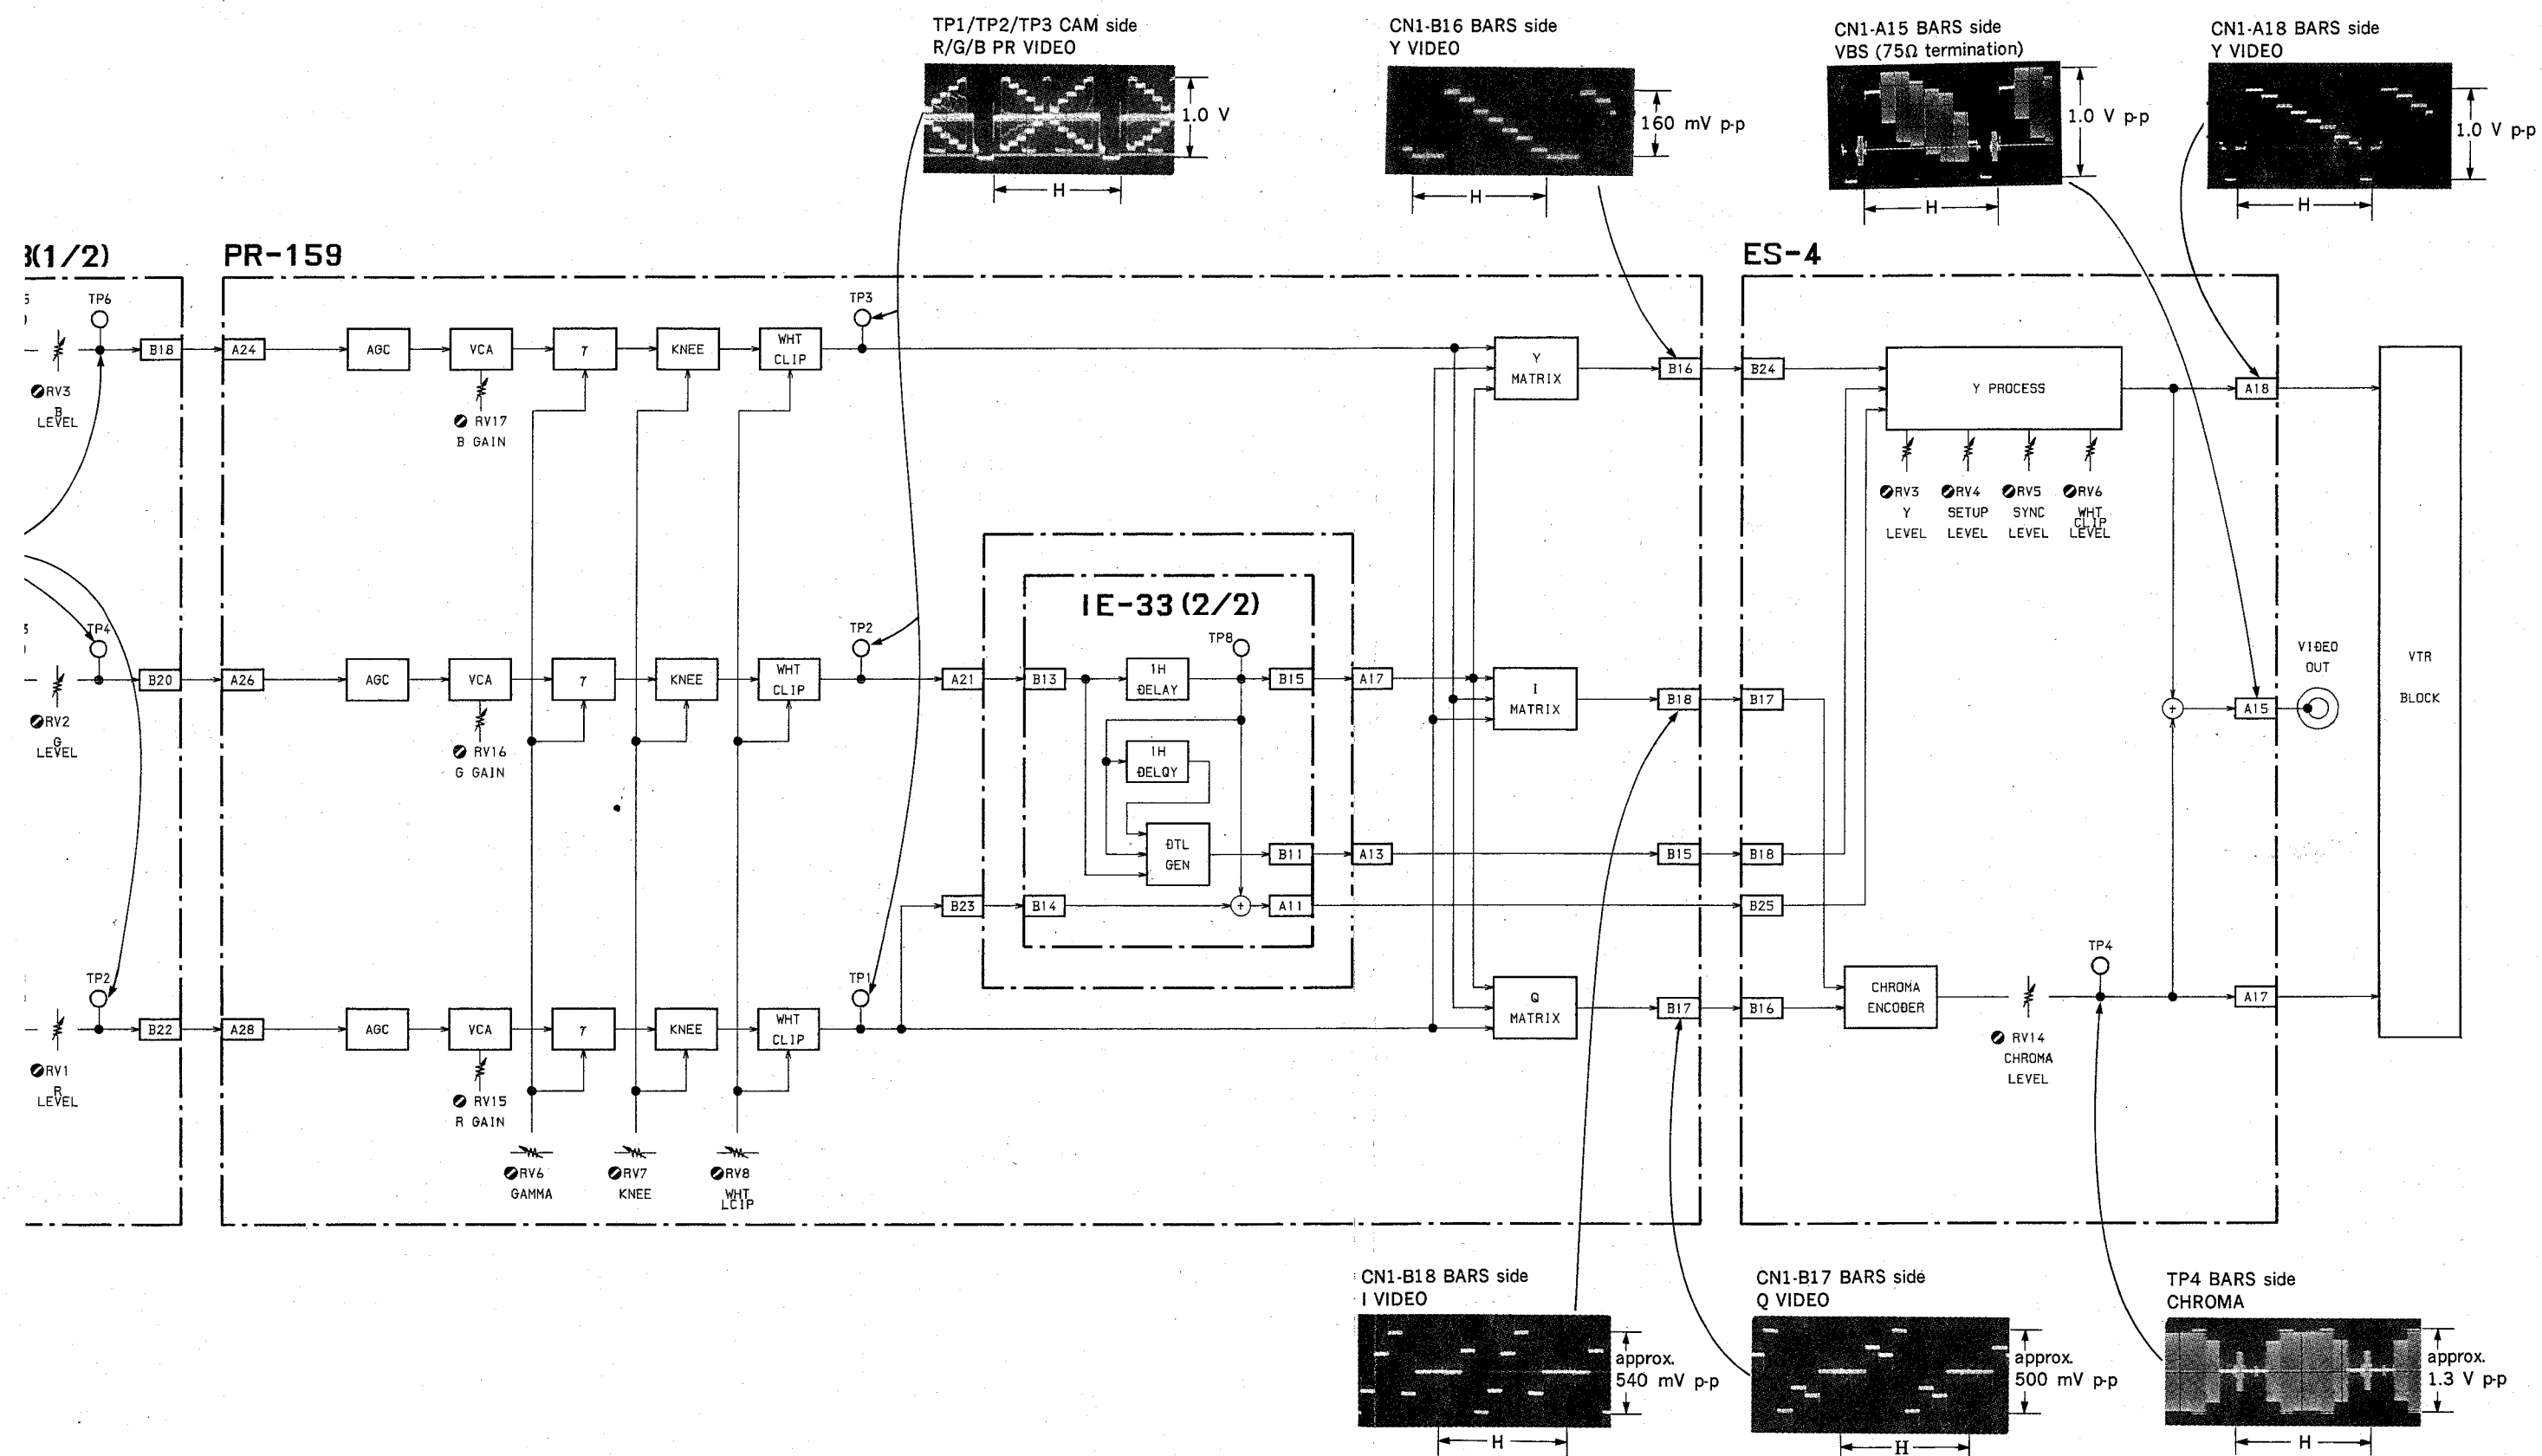 TP1/TP2/TP3 CAM side
R/G/B PR VIDEO
1.0 V
H
CN1-B16 BARS side
Y VIDEO
160 mV p-p
H
CN1-A15 BARS side
VBS (75Ω termination)
1.0 V p-p
H
CN1-A18 BARS side
Y VIDEO
1.0 V p-p
H
(1/2)
PR-159
ES-4
TP6
B18
RV3
B
LEVEL
A24
AGC
VCA
RV17
B GAIN
γ
KNEE
WHT
CLIP
TP3
Y
MATRIX
B16
B24
Y PROCESS
RV3
Y
LEVEL
RV4
SETUP
LEVEL
RV5
SYNC
LEVEL
RV6
WHT
CLIP
LEVEL
A18
VTR
BLOCK
TP4
B20
RV2
G
LEVEL
A26
AGC
VCA
RV16
G GAIN
γ
KNEE
WHT
CLIP
TP2
A21
IE-33 (2/2)
B13
1H
DELAY
TP8
B15
A17
1H
DELQY
DTL
GEN
B11
A13
B23
B14
+
A11
I
MATRIX
B18
B17
B15
B18
B25
+
A15
VIDEO
OUT
TP2
B22
RV1
R
LEVEL
A28
AGC
VCA
RV15
R GAIN
γ
KNEE
WHT
CLIP
TP1
Q
MATRIX
B17
B16
CHROMA
ENCODER
RV14
CHROMA
LEVEL
TP4
A17
RV6
GAMMA
RV7
KNEE
RV8
WHT
LCIP
CN1-B18 BARS side
I VIDEO
approx.
540 mV p-p
H
CN1-B17 BARS side
Q VIDEO
approx.
500 mV p-p
H
TP4 BARS side
CHROMA
approx.
1.3 V p-p
H